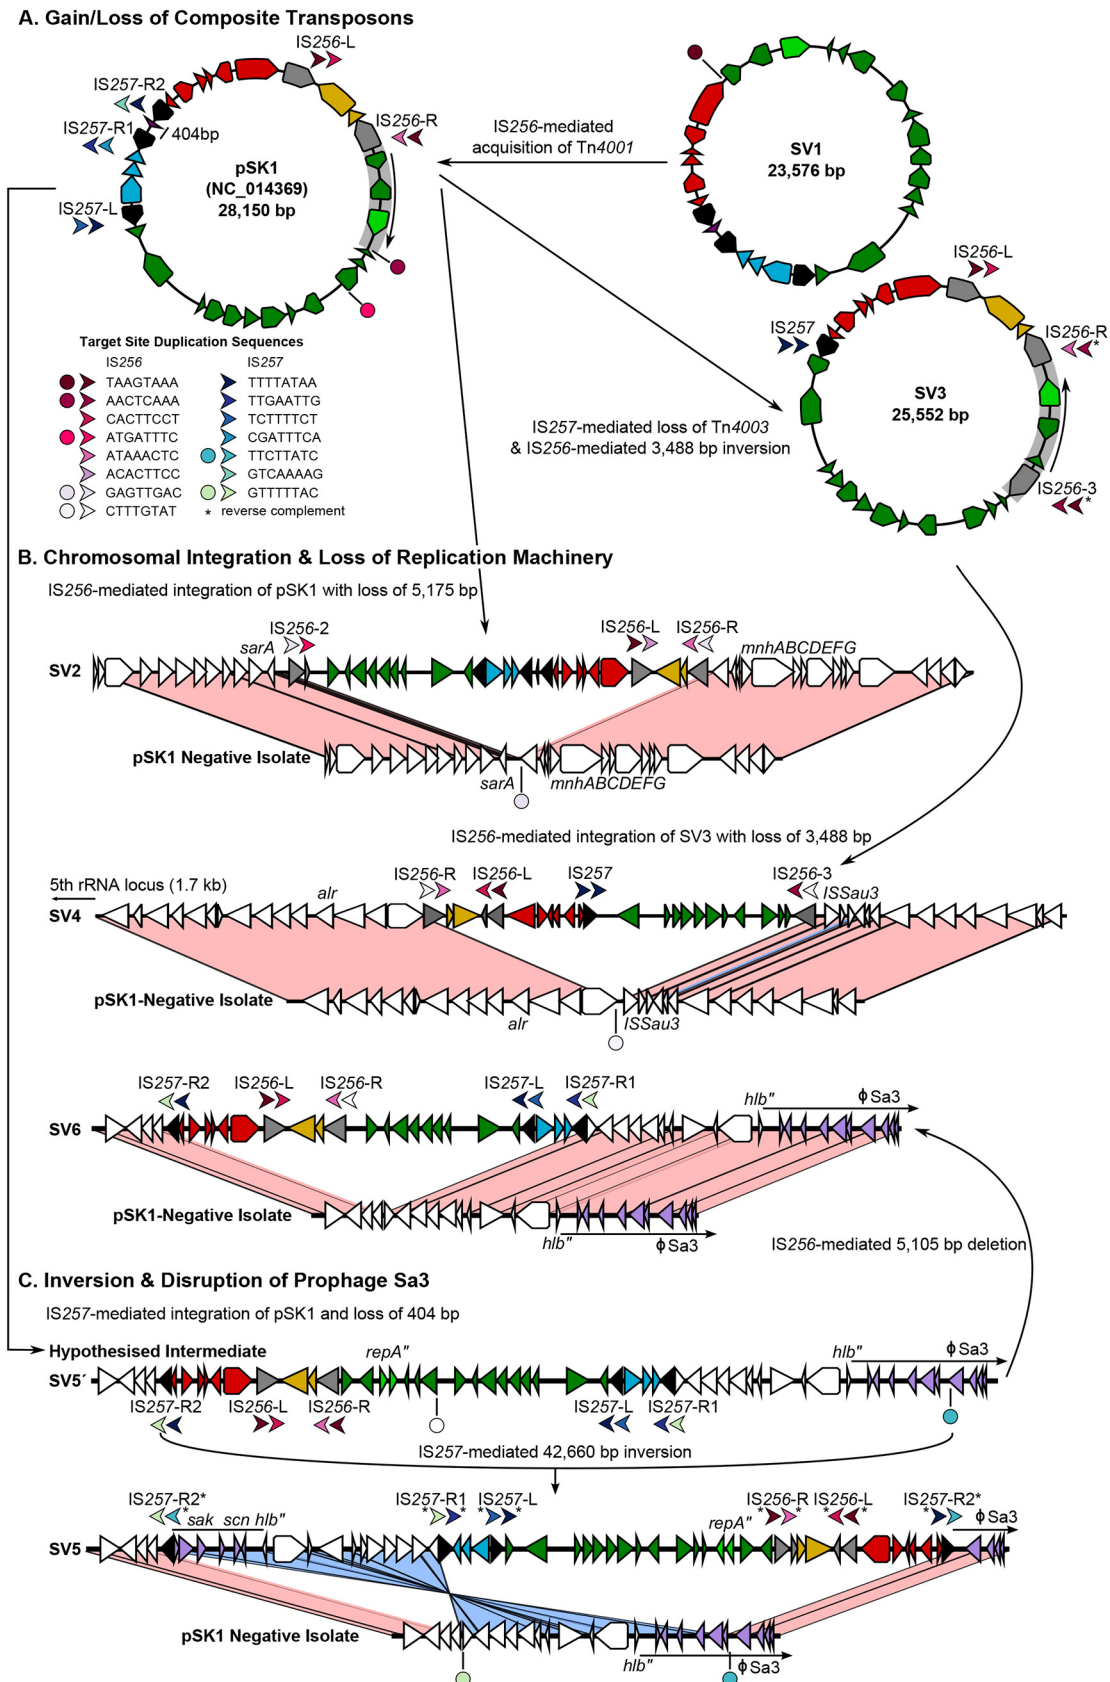 A. Gain/Loss of Composite Transposons
IS256-L
IS257-R2
IS257-R1
404bp
IS256-R
pSK1
(NC_014369)
28,150 bp
IS257-L
IS256-mediated
acquisition of Tn4001
SV1
23,576 bp
IS256-L
IS257
IS256-R
*
SV3
25,552 bp
IS256-3
*
IS257-mediated loss of Tn4003
& IS256-mediated 3,488 bp inversion
Target Site Duplication Sequences
IS256 IS257
TAAGTAAA TTTTATAA
AACTCAAA TTGAATTG
CACTTCCT TCTTTTCT
ATGATTTC CGATTTCA
ATAAACTC TTCTTATC
ACACTTCC GTCAAAAG
GAGTTGAC GTTTTTAC
CTTTGTAT * reverse complement
B. Chromosomal Integration & Loss of Replication Machinery
IS256-mediated integration of pSK1 with loss of 5,175 bp
sarA IS256-2 IS256-L IS256-R mnhABCDEFG
SV2
pSK1 Negative Isolate
sarA mnhABCDEFG
IS256-mediated integration of SV3 with loss of 3,488 bp
5th rRNA locus (1.7 kb) alr IS256-R IS256-L IS257 IS256-3 ISSau3
SV4
pSK1-Negative Isolate
alr ISSau3
IS257-R2 IS256-L IS256-R IS257-L IS257-R1 hlb" ϕSa3
SV6
pSK1-Negative Isolate
hlb" ϕSa3
IS256-mediated 5,105 bp deletion
C. Inversion & Disruption of Prophage Sa3
IS257-mediated integration of pSK1 and loss of 404 bp
Hypothesised Intermediate repA" hlb" ϕSa3
SV5´
IS257-R2 IS256-L IS256-R IS257-L IS257-R1
IS257-mediated 42,660 bp inversion
IS257-R2* IS257-R1 IS257-L IS256-R IS256-L IS257-R2* ϕSa3
* * * * * * * *
sak scn hlb" repA"
SV5
pSK1 Negative Isolate
hlb" ϕSa3